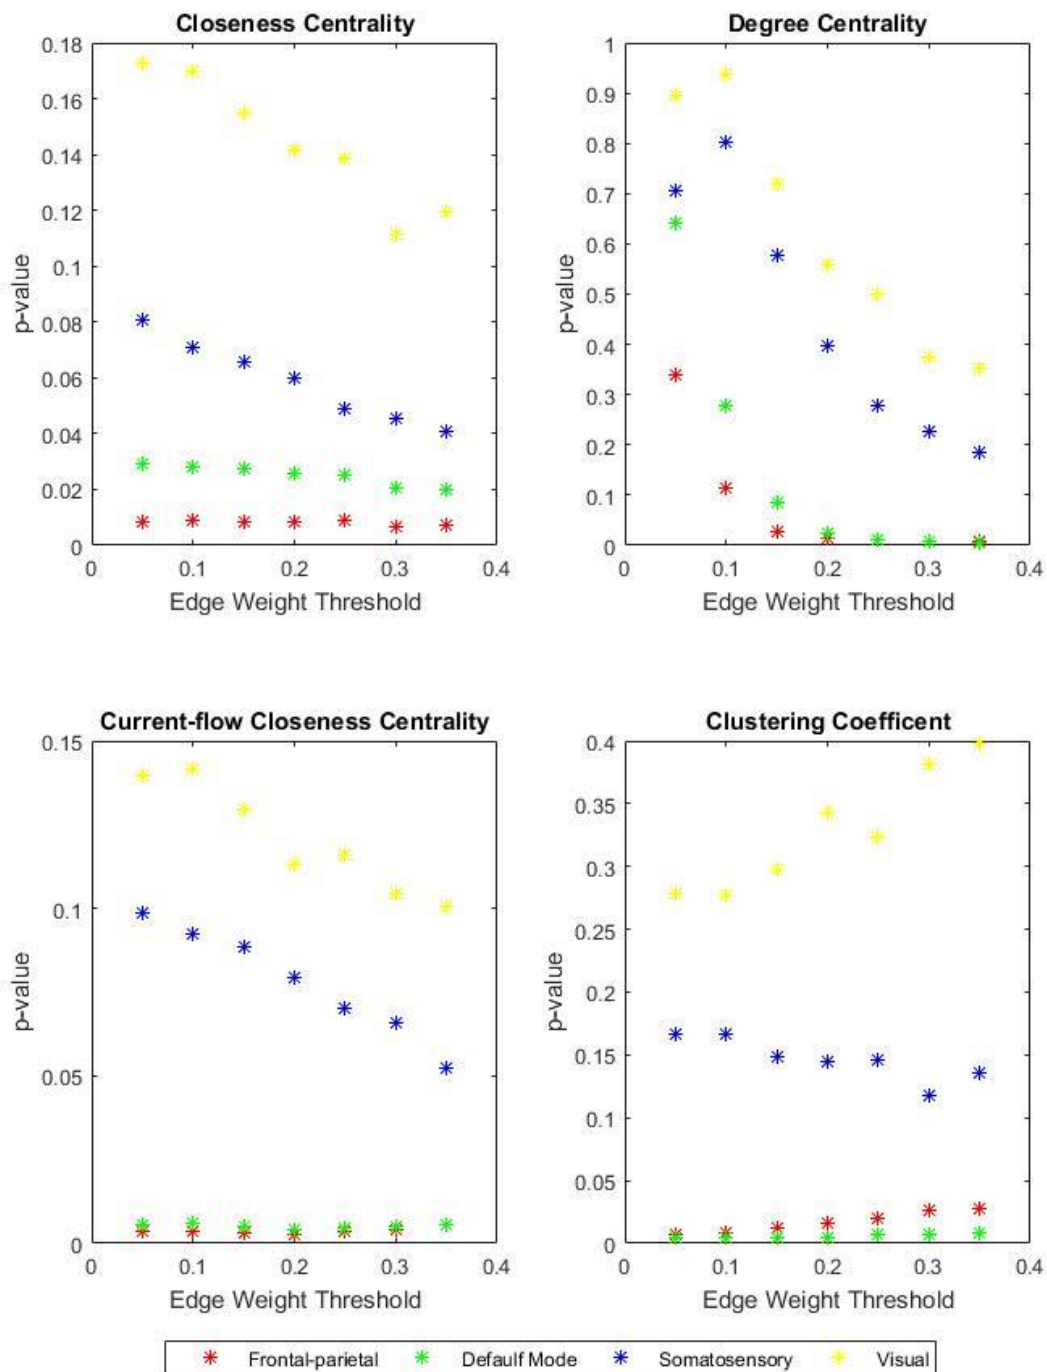 Closeness Centrality
0.18
0.16
0.14
0.12
0.1
0.08
0.06
0.04
0.02
0
p-value
0 0.1 0.2 0.3 0.4
Edge Weight Threshold
Degree Centrality
1
0.9
0.8
0.7
0.6
0.5
0.4
0.3
0.2
0.1
0
p-value
0 0.1 0.2 0.3 0.4
Edge Weight Threshold
Current-flow Closeness Centrality
0.15
0.1
0.05
0
p-value
0 0.1 0.2 0.3 0.4
Edge Weight Threshold
Clustering Coefficent
0.4
0.35
0.3
0.25
0.2
0.15
0.1
0.05
0
p-value
0 0.1 0.2 0.3 0.4
Edge Weight Threshold
Frontal-parietal Defaulf Mode Somatosensory Visual